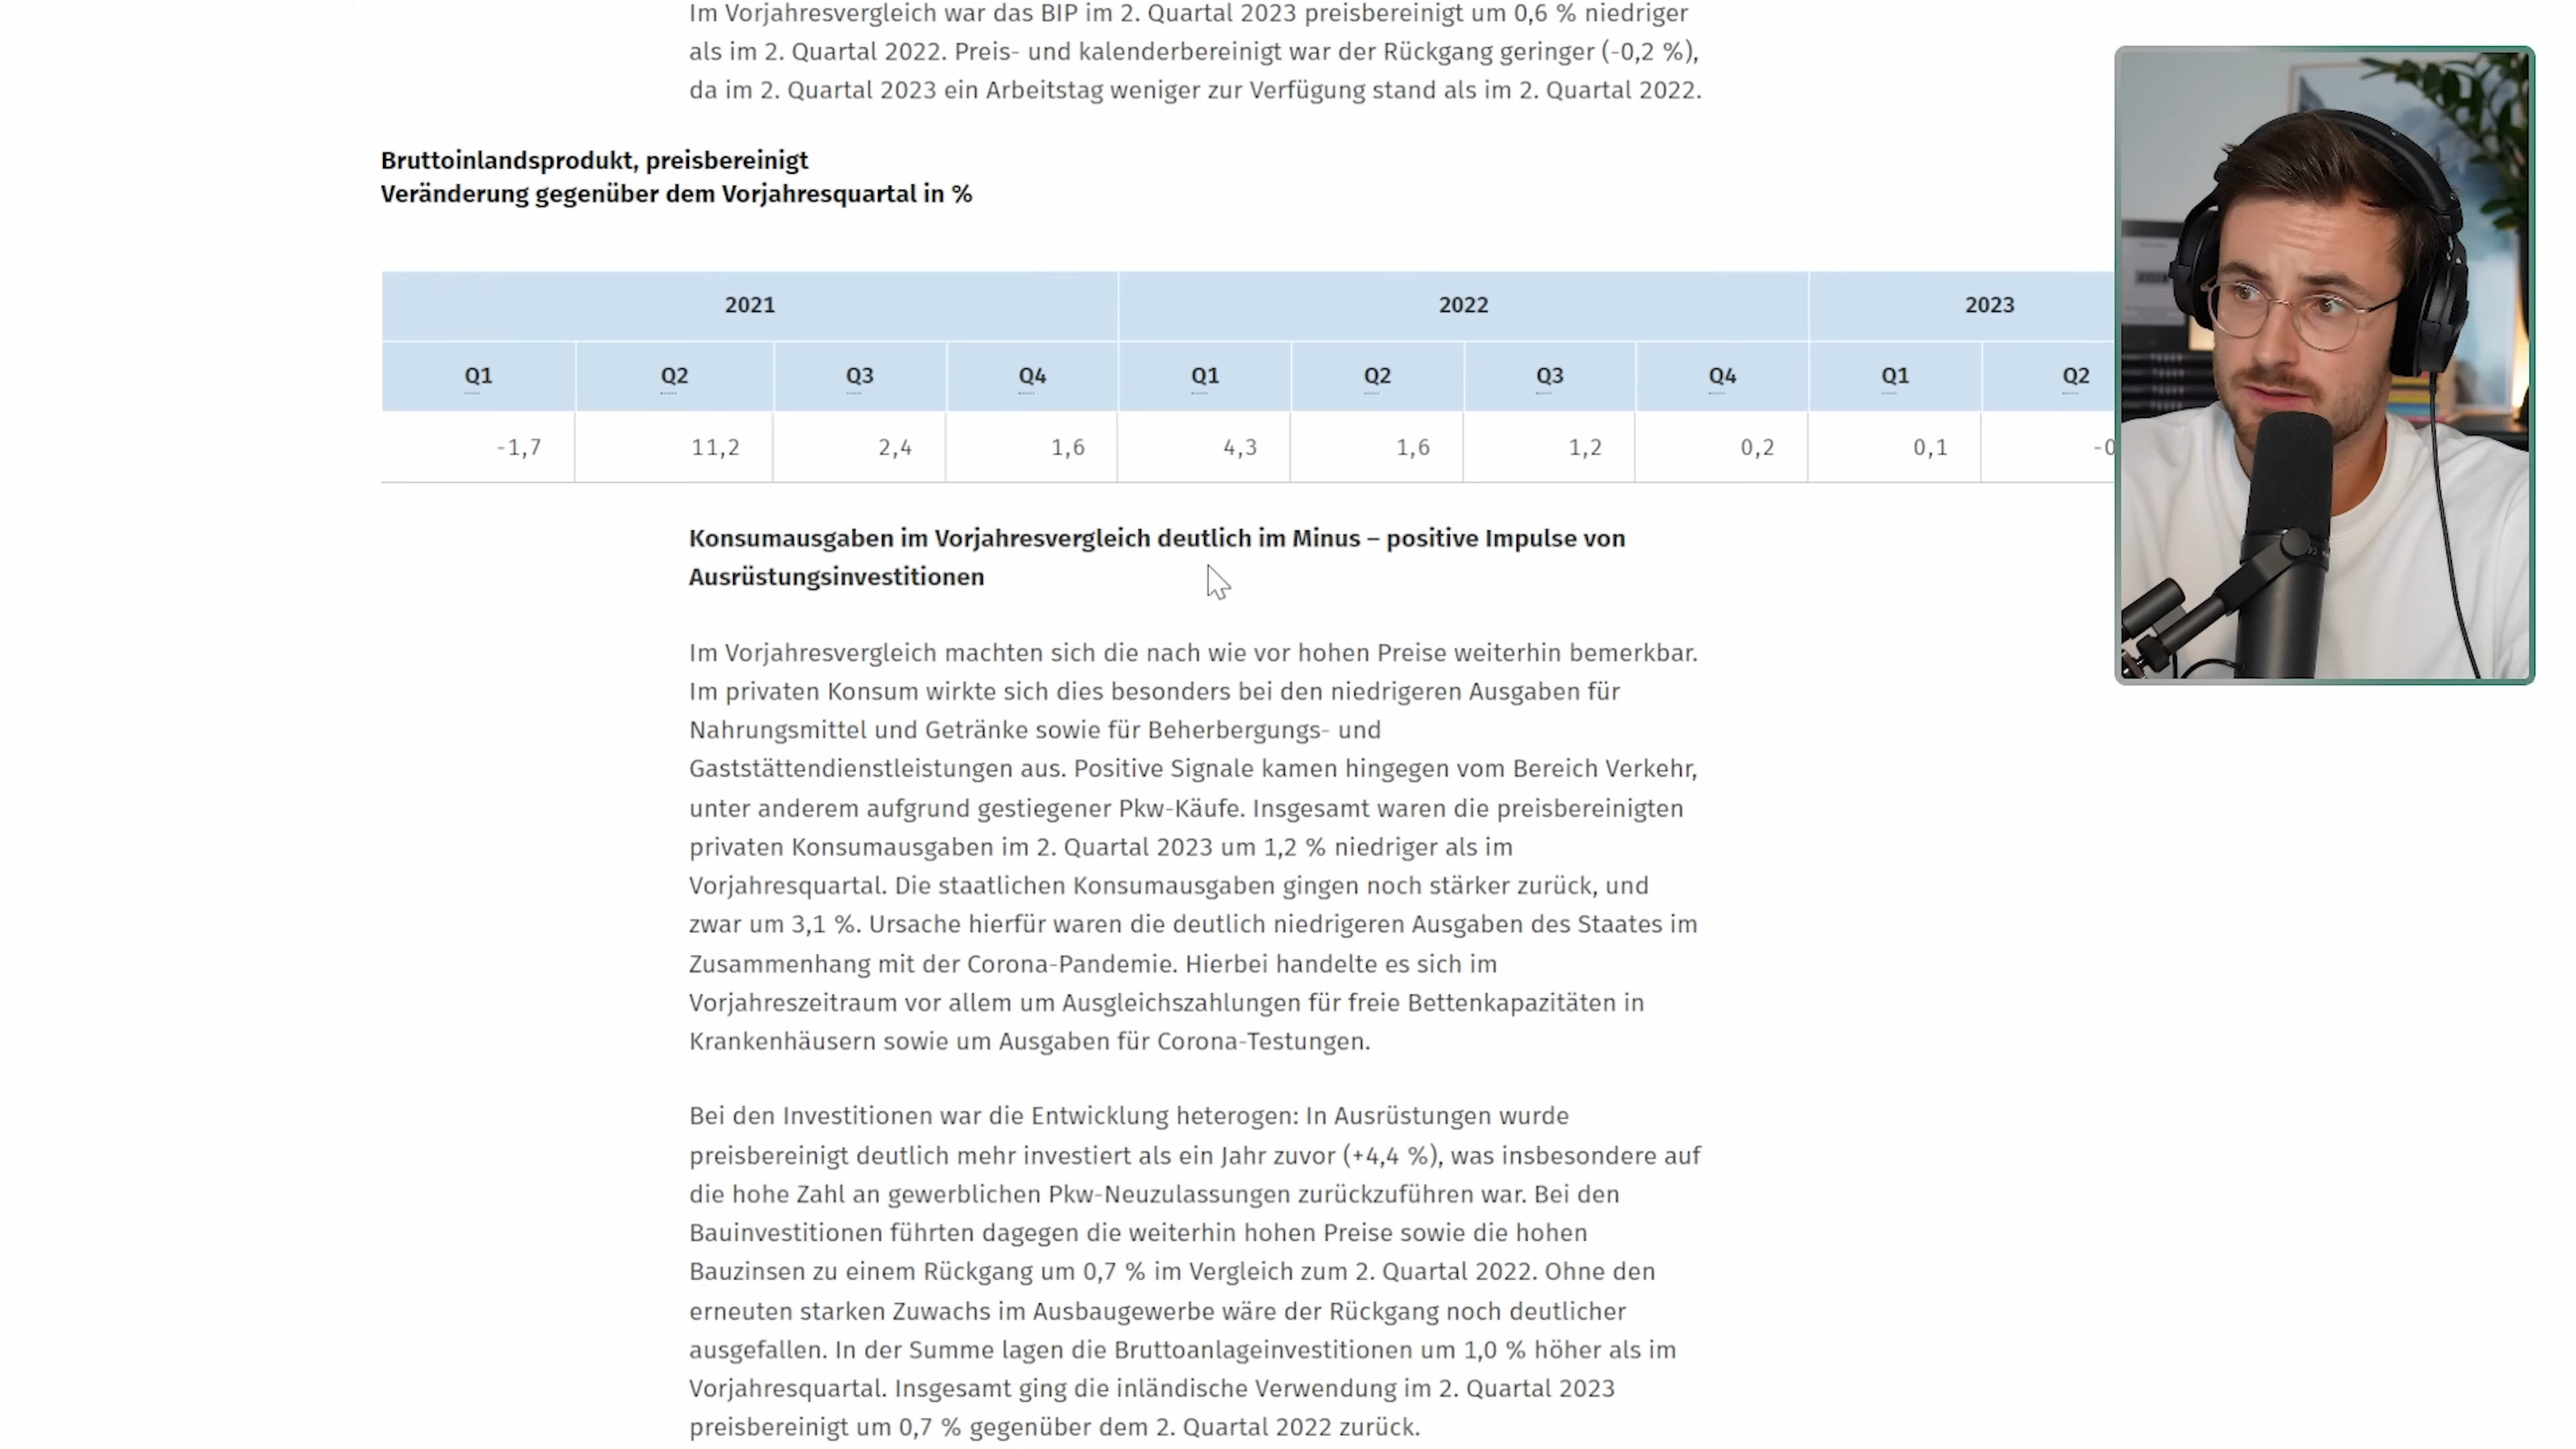 Im Vorjahresvergleich war das BIP im 2. Quartal 2023 preisbereinigt um 0,6 % niedriger
als im 2. Quartal 2022. Preis- und kalenderbereinigt war der Rückgang geringer (-0,2 %),
da im 2. Quartal 2023 ein Arbeitstag weniger zur Verfügung stand als im 2. Quartal 2022.
Bruttoinlandsprodukt, preisbereinigt
Veränderung gegenüber dem Vorjahresquartal in %
2021 2022 2023
Q1 Q2 Q3 Q4 Q1 Q2 Q3 Q4 Q1 Q2
-1,7 11,2 2,4 1,6 4,3 1,6 1,2 0,2 0,1 -0
Konsumausgaben im Vorjahresvergleich deutlich im Minus – positive Impulse von
Ausrüstungsinvestitionen
Im Vorjahresvergleich machten sich die nach wie vor hohen Preise weiterhin bemerkbar.
Im privaten Konsum wirkte sich dies besonders bei den niedrigeren Ausgaben für
Nahrungsmittel und Getränke sowie für Beherbergungs- und
Gaststättendienstleistungen aus. Positive Signale kamen hingegen vom Bereich Verkehr,
unter anderem aufgrund gestiegener Pkw-Käufe. Insgesamt waren die preisbereinigten
privaten Konsumausgaben im 2. Quartal 2023 um 1,2 % niedriger als im
Vorjahresquartal. Die staatlichen Konsumausgaben gingen noch stärker zurück, und
zwar um 3,1 %. Ursache hierfür waren die deutlich niedrigeren Ausgaben des Staates im
Zusammenhang mit der Corona-Pandemie. Hierbei handelte es sich im
Vorjahreszeitraum vor allem um Ausgleichszahlungen für freie Bettenkapazitäten in
Krankenhäusern sowie um Ausgaben für Corona-Testungen.
Bei den Investitionen war die Entwicklung heterogen: In Ausrüstungen wurde
preisbereinigt deutlich mehr investiert als ein Jahr zuvor (+4,4 %), was insbesondere auf
die hohe Zahl an gewerblichen Pkw-Neuzulassungen zurückzuführen war. Bei den
Bauinvestitionen führten dagegen die weiterhin hohen Preise sowie die hohen
Bauzinsen zu einem Rückgang um 0,7 % im Vergleich zum 2. Quartal 2022. Ohne den
erneuten starken Zuwachs im Ausbaugewerbe wäre der Rückgang noch deutlicher
ausgefallen. In der Summe lagen die Bruttoanlageinvestitionen um 1,0 % höher als im
Vorjahresquartal. Insgesamt ging die inländische Verwendung im 2. Quartal 2023
preisbereinigt um 0,7 % gegenüber dem 2. Quartal 2022 zurück.